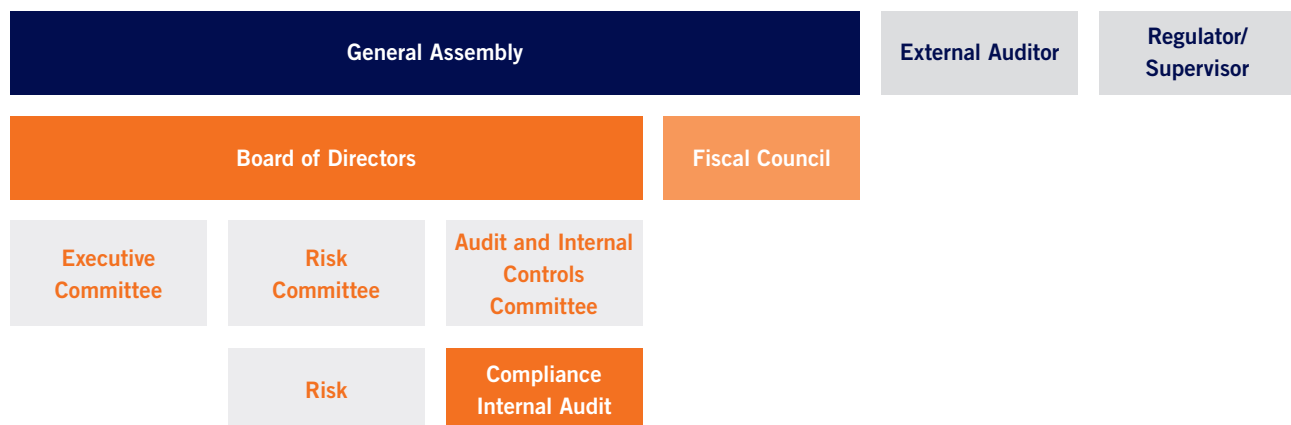 General Assembly
External Auditor
Regulator/
Supervisor
Board of Directors
Fiscal Council
Executive
Committee
Risk
Committee
Audit and Internal
Controls
Committee
Risk
Compliance
Internal Audit